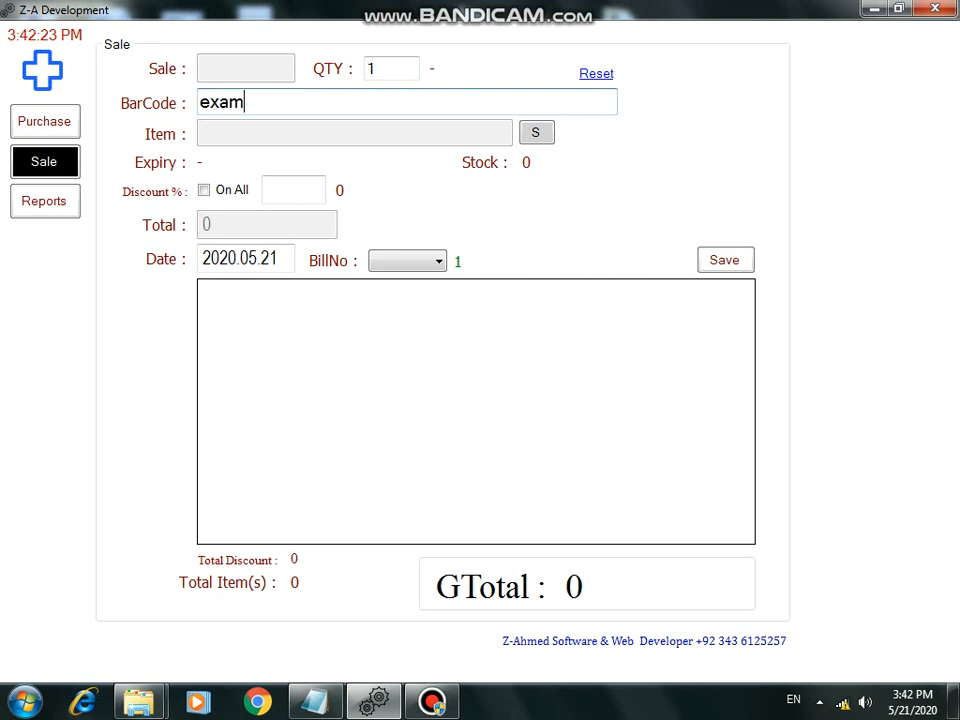 Z-A Development
www.BANDICAM.com
3:42:23 PM
Purchase
Sale
Reports
Sale
Sale : QTY : 1 - Reset
BarCode : exam
Item : S
Expiry : - Stock : 0
Discount % : On All 0
Total : 0
Date : 2020.05.21 BillNo : 1 Save
Total Discount : 0
Total Item(s) : 0
GTotal : 0
Z-Ahmed Software & Web Developer +92 343 6125257
EN
3:42 PM
5/21/2020